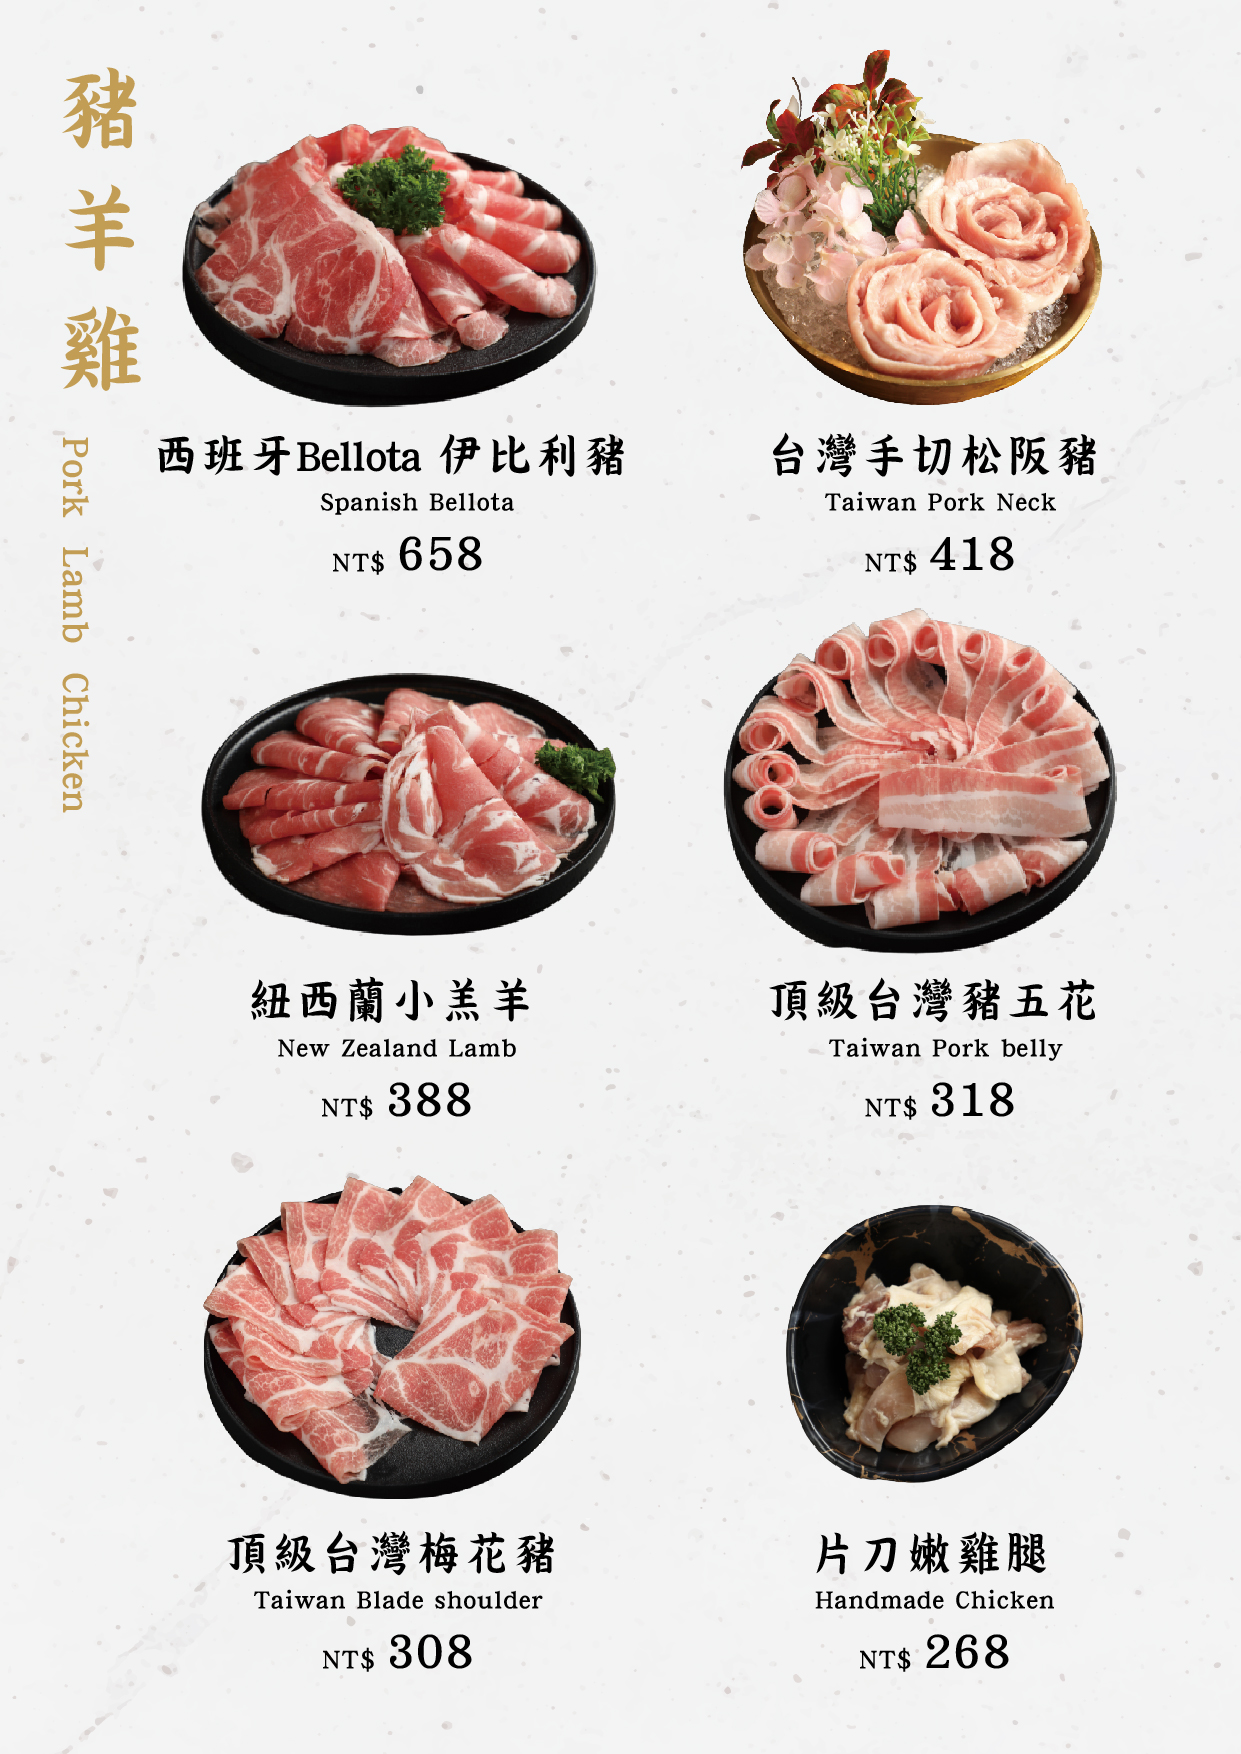 豬羊雞
Pork Lamb Chicken
西班牙Bellota 伊比利豬
Spanish Bellota
NT$ 658
台灣手切松阪豬
Taiwan Pork Neck
NT$ 418
紐西蘭小羔羊
New Zealand Lamb
NT$ 388
頂級台灣豬五花
Taiwan Pork belly
NT$ 318
頂級台灣梅花豬
Taiwan Blade shoulder
NT$ 308
片刀嫩雞腿
Handmade Chicken
NT$ 268